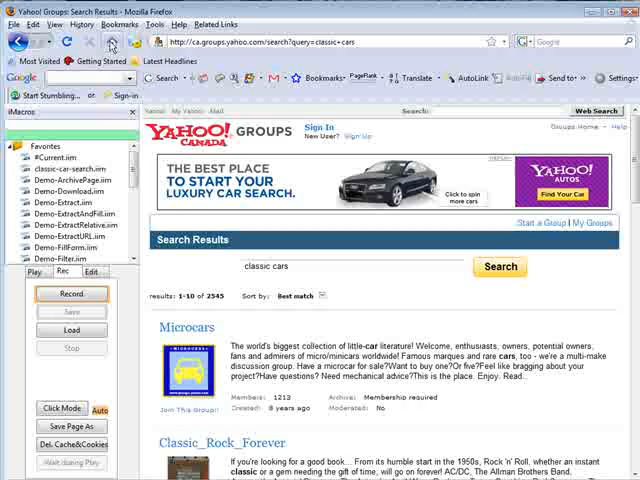 Yahoo! Groups: Search Results - Mozilla Firefox
File Edit View History Bookmarks Tools Help Related Links
http://ca.groups.yahoo.com/search?query=classic+cars
Google
Most Visited Getting Started Latest Headlines
Google Search Bookmarks PageRank Translate AutoLink AutoFill Send to Settings
Start Stumbling... or Sign-in
iMacros
Favorites
#Current.iim
classic-car-search.iim
Demo-ArchivePage.iim
Demo-Download.iim
Demo-Extract.iim
Demo-ExtractAndFill.iim
Demo-ExtractRelative.iim
Demo-ExtractURL.iim
Demo-FillForm.iim
Demo-Filter.iim
Play Rec Edit
Record
Save
Load
Stop
Click Mode Auto
Save Page As
Del. Cache&Cookies
Wait during Play
Yahoo! My Yahoo! Mail Search: Web Search
YAHOO! GROUPS
CANADA
Sign In
New User? Sign Up
Groups Home - Help
THE BEST PLACE
TO START YOUR
LUXURY CAR SEARCH.
Click to spin
more cars
YAHOO!
AUTOS
Find Your Car
Start a Group | My Groups
Search Results
classic cars Search
results: 1-10 of 2545 Sort by: Best match
Microcars
The world's biggest collection of little-car literature! Welcome, enthusiasts, owners, potential owners,
fans and admirers of micro/minicars worldwide! Famous marques and rare cars, too - we're a multi-make
discussion group. Have a microcar for sale?Want to buy one?Or five?Feel like bragging about your
project?Have questions? Need mechanical advice?This is the place. Enjoy. Read...
Members: 1213 Archive: Membership required
Created: 8 years ago Moderated: No
Join This Group!
Classic_Rock_Forever
If you're looking for a good book... From its humble start in the 1950s, Rock 'n' Roll, whether an instant
classic or a gem needing the gift of time, will go on forever! AC/DC, The Allman Brothers Band,